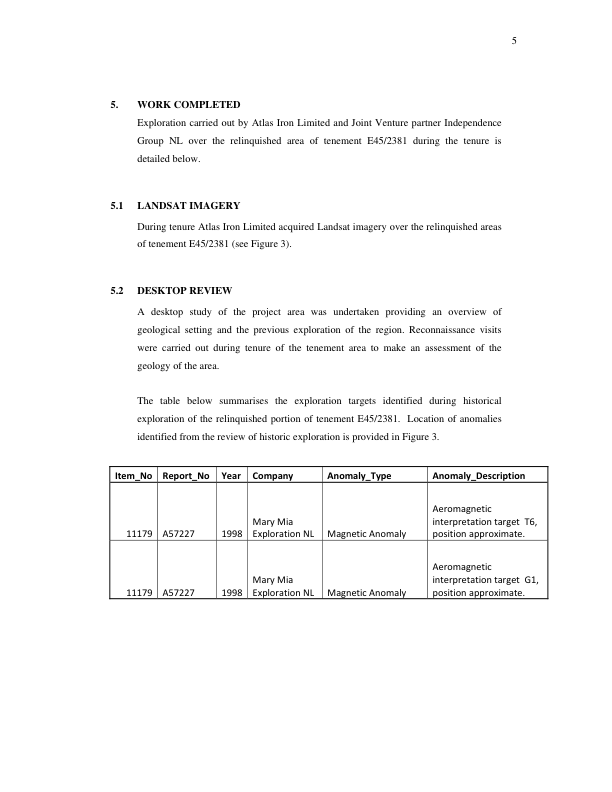 5
5. WORK COMPLETED
Exploration carried out by Atlas Iron Limited and Joint Venture partner Independence
Group NL over the relinquished area of tenement E45/2381 during the tenure is
detailed below.
5.1 LANDSAT IMAGERY
During tenure Atlas Iron Limited acquired Landsat imagery over the relinquished areas
of tenement E45/2381 (see Figure 3).
5.2 DESKTOP REVIEW
A desktop study of the project area was undertaken providing an overview of
geological setting and the previous exploration of the region. Reconnaissance visits
were carried out during tenure of the tenement area to make an assessment of the
geology of the area.
The table below summarises the exploration targets identified during historical
exploration of the relinquished portion of tenement E45/2381. Location of anomalies
identified from the review of historic exploration is provided in Figure 3.
Item_No Report_No Year Company Anomaly_Type Anomaly_Description
Aeromagnetic
Mary Mia interpretation target T6,
11179 A57227 1998 Exploration NL Magnetic Anomaly position approximate.
Aeromagnetic
Mary Mia interpretation target G1,
11179 A57227 1998 Exploration NL Magnetic Anomaly position approximate.